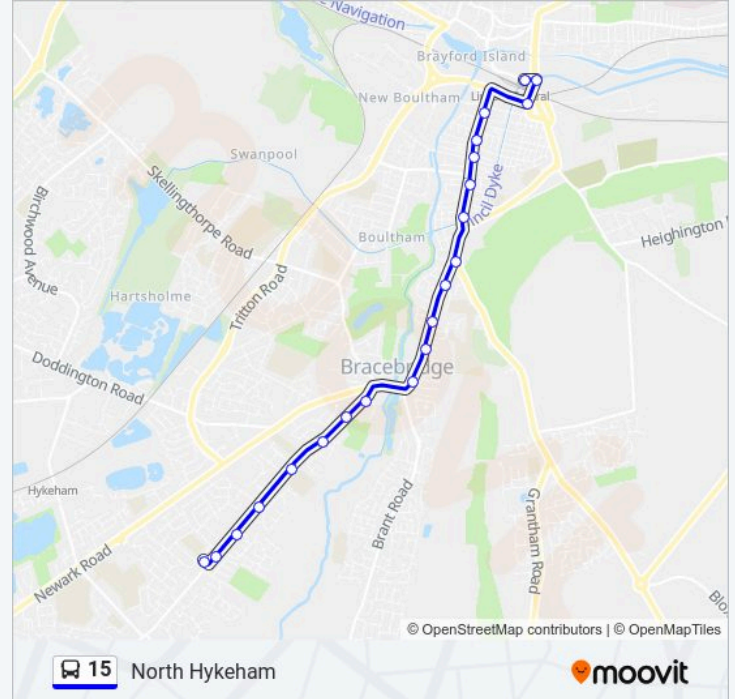 Navigation
Brayford Island
New Boultham
Swanpool
Skellingthorpe Road
Birchwood Avenue
Boultham
Heighington
Hartsholme
Tritton Road
Doddington Road
Bracebridge
Hykeham
Brant Road
Grantham Road
Newark Road
© OpenStreetMap contributors | © OpenMapTiles
15 North Hykeham
moovit